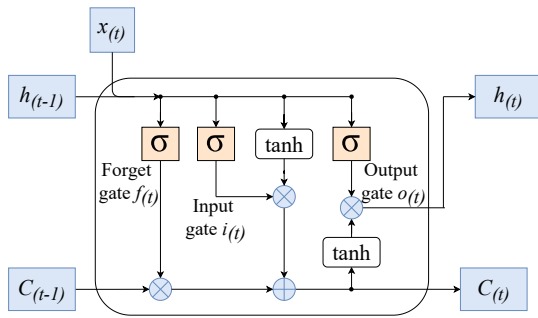 x(t)
h(t-1)
h(t)
σ
σ
tanh
σ
Forget
gate f(t)
Input
gate i(t)
Output
gate o(t)
tanh
C(t-1)
C(t)